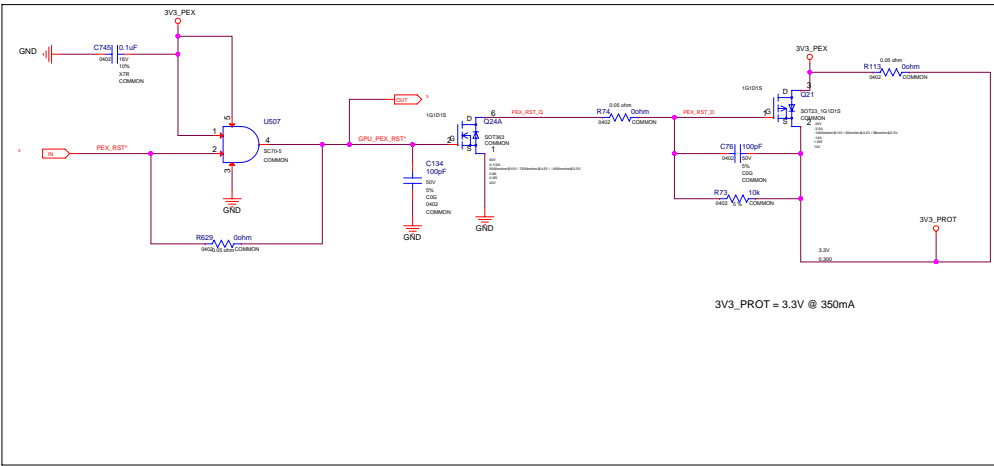 3V3_PEX
GND
C745 0.1uF
0402 16V
10%
X7R
COMMON
5
U507
1
2
4
3
SC70-5
COMMON
GND
3
IN
PEX_RST*
R629 0ohm
0402 0.05 ohm COMMON
OUT
3
GPU_PEX_RST*
C134
100pF
50V
5%
C0G
0402
COMMON
GND
1G1D1S
D 6
Q24A
2 G
SOT363
COMMON
S 1
GND
PEX_RST_G
0.05 ohm
R74 0ohm
0402 COMMON
PEX_RST_D
C76 100pF
0402 50V
5%
C0G
COMMON
R73 10k
0402 5 % COMMON
3V3_PEX
1G1D1S
D 3
Q21
1 G
SOT23_1G1D1S
COMMON
S 2
0.05 ohm
R113 0ohm
0402 COMMON
3V3_PROT
3.3V
0.300
3V3_PROT = 3.3V @ 350mA